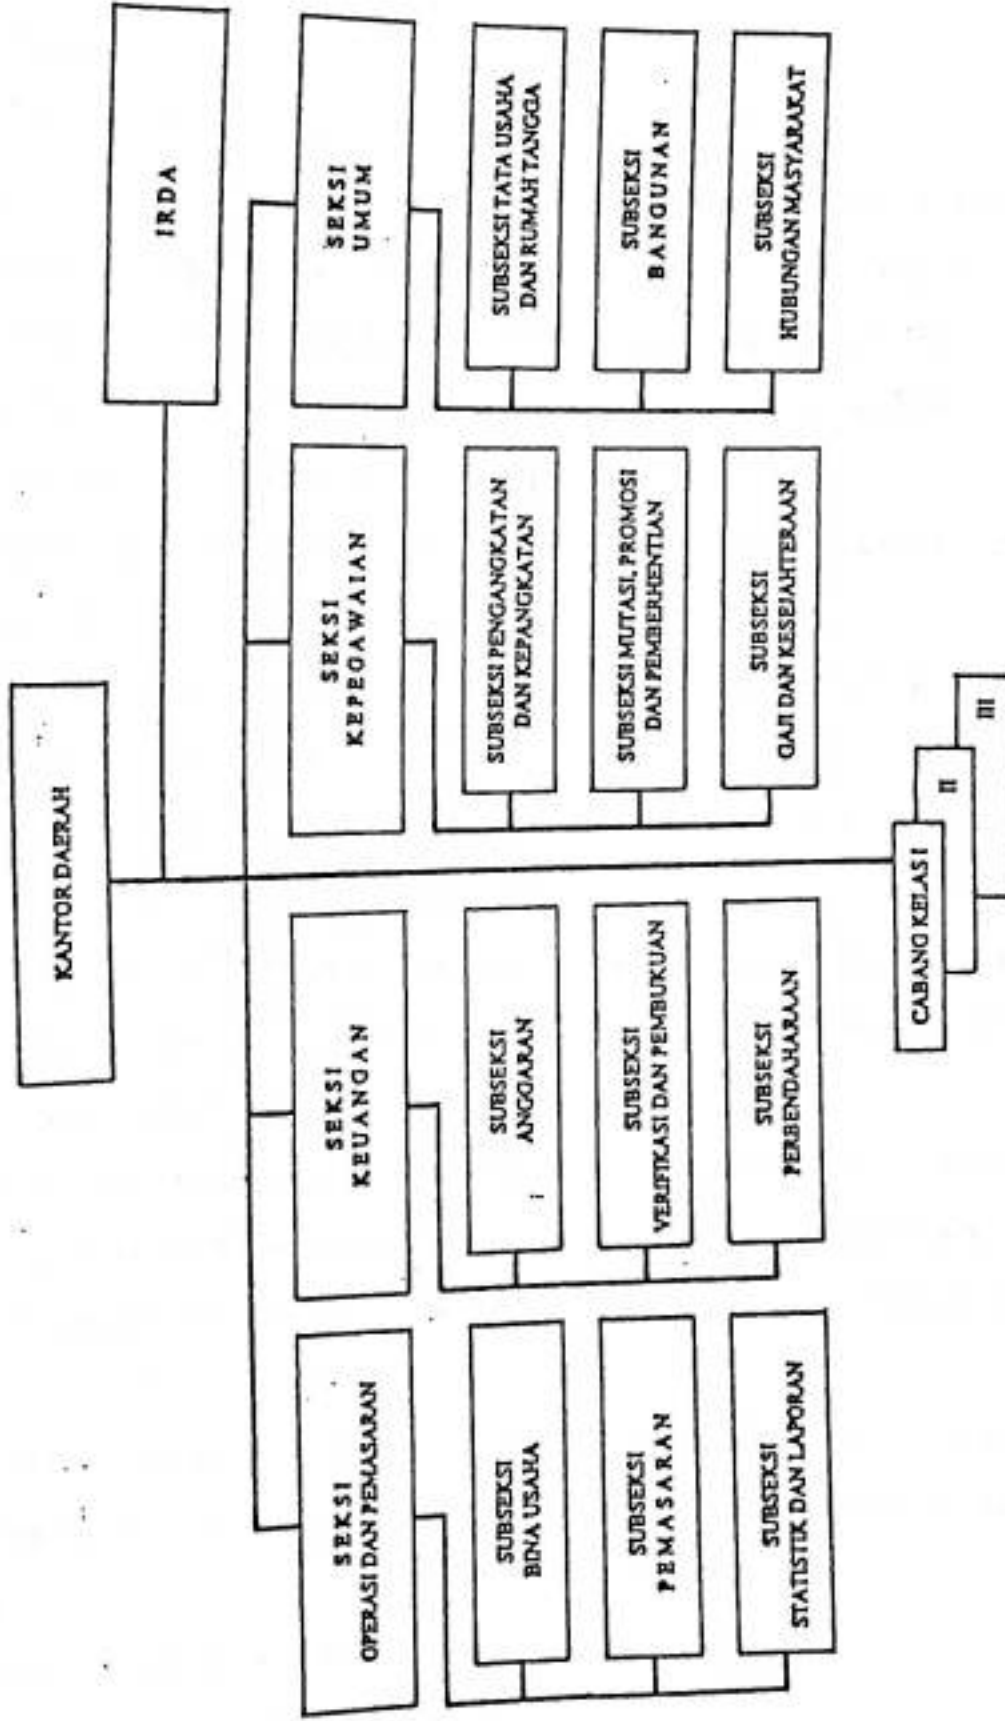 KANTOR DAERAH
IRDA
SEKSI
OPERASI DAN PEMASARAN
SEKSI
KEUANGAN
SEKSI
KEPEGAWAIAN
SEKSI
UMUM
SUBSEKSI
BINA USAHA
SUBSEKSI
ANGGARAN
SUBSEKSI PENGANGKATAN
DAN KEPANGKATAN
SUBSEKSI TATA USAHA
DAN RUMAH TANGGA
SUBSEKSI
PEMASARAN
SUBSEKSI
VERIFIKASI DAN PEMBUKUAN
SUBSEKSI MUTASI, PROMOSI
DAN PEMBERHENTIAN
SUBSEKSI
BANGUNAN
SUBSEKSI
STATISTIK DAN LAPORAN
SUBSEKSI
PERBENDAHARAAN
SUBSEKSI
GAJI DAN KESEJAHTERAAN
SUBSEKSI
HUBUNGAN MASYARAKAT
CABANG KELAS I
II
III